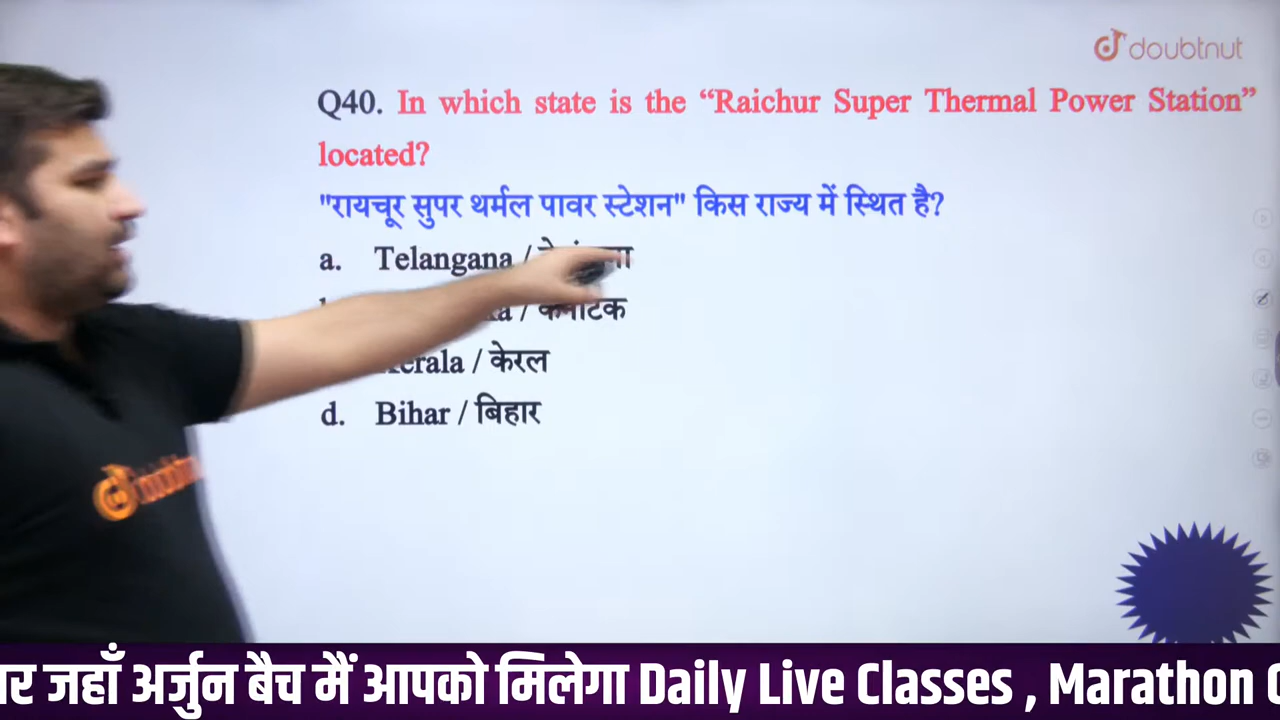 doubtnut
Q40. In which state is the “Raichur Super Thermal Power Station”
located?
"रायचूर सुपर थर्मल पावर स्टेशन" किस राज्य में स्थित है?
a. Telangana /
/ कर्नाटक
Kerala / केरल
d. Bihar / बिहार
जहाँ अर्जुन बैच मैं आपको मिलेगा Daily Live Classes , Marathon